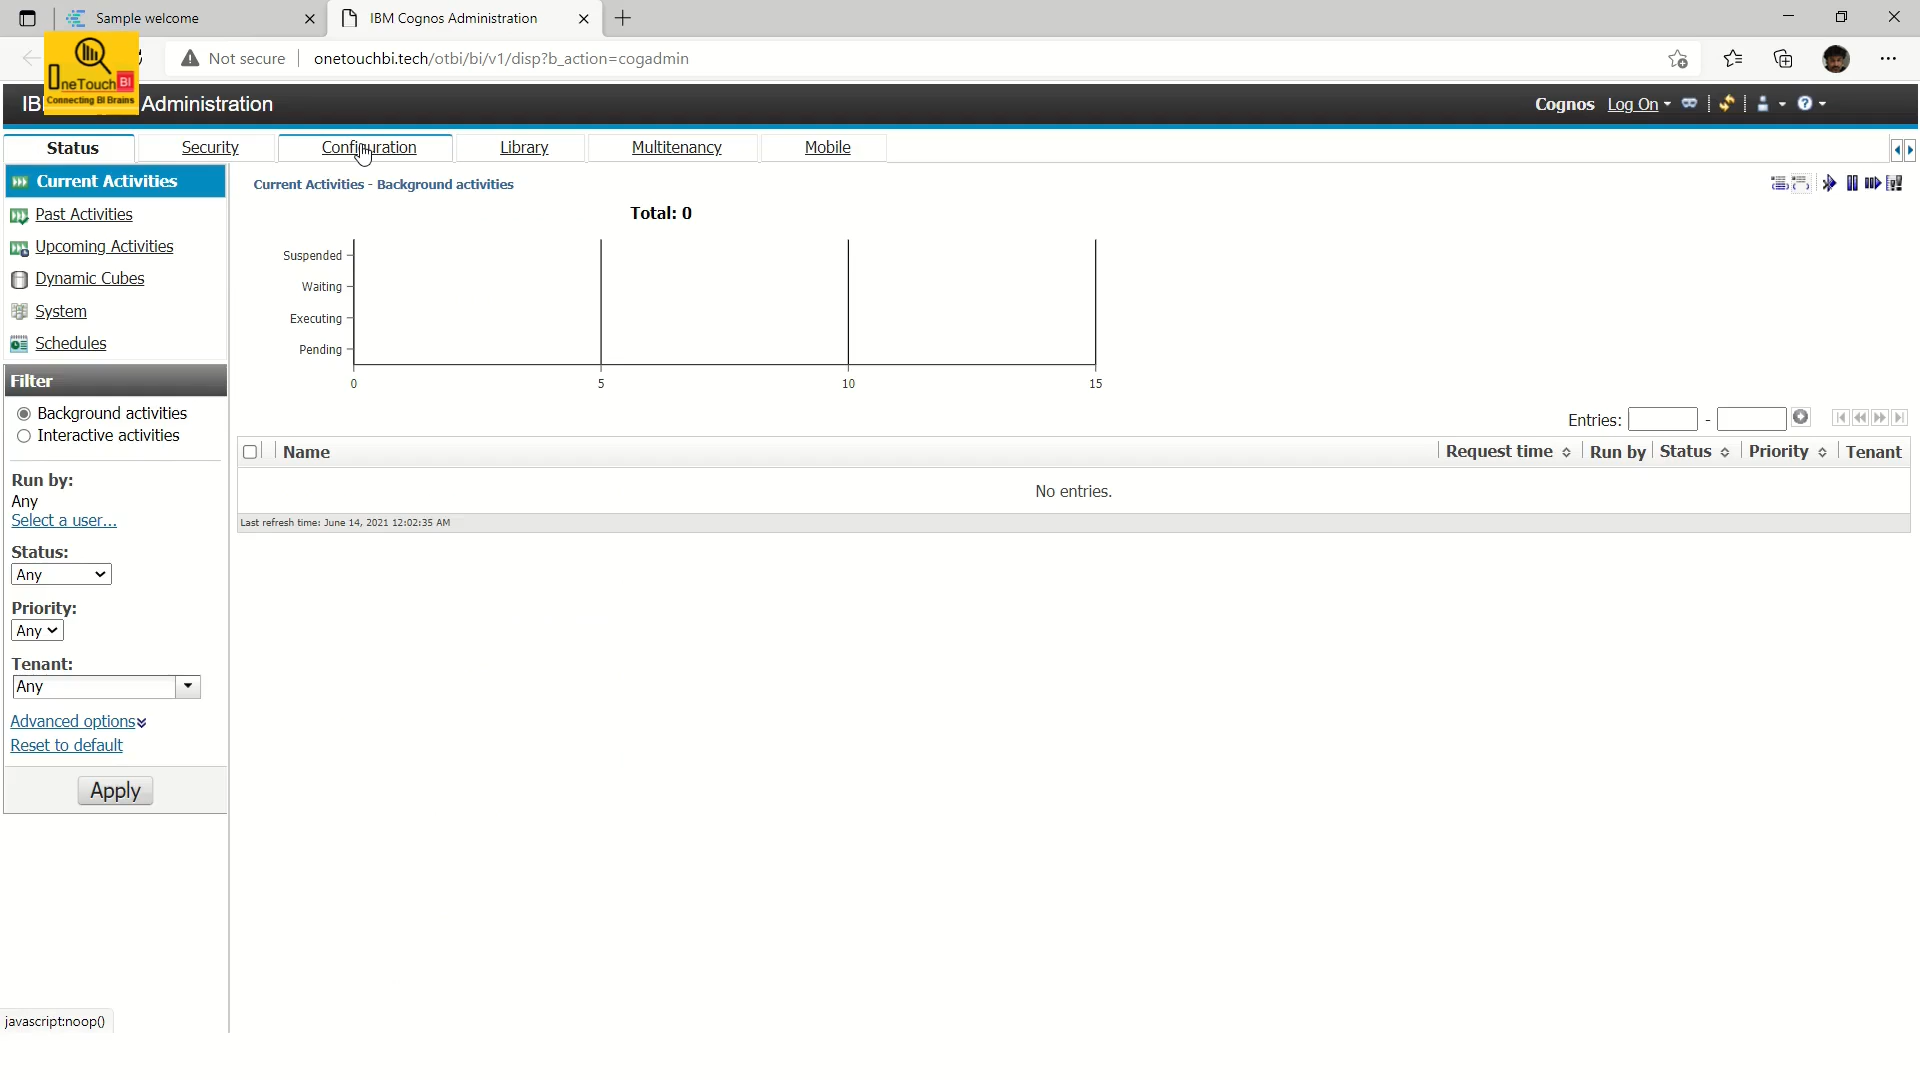 Sample welcome
IBM Cognos Administration
Not secure
onetouchbi.tech/otbi/bi/v1/disp?b_action=cogadmin
OneTouch BI
Connecting BI Brains
IB
Administration
Cognos Log On
Status
Security
Configuration
Library
Multitenancy
Mobile
Current Activities
Past Activities
Upcoming Activities
Dynamic Cubes
System
Schedules
Filter
Background activities
Interactive activities
Run by:
Any
Select a user...
Status:
Any
Priority:
Any
Tenant:
Any
Advanced options
Reset to default
Apply
Current Activities - Background activities
Total: 0
Suspended
Waiting
Executing
Pending
0 5 10 15
Entries: -
Name Request time Run by Status Priority Tenant
No entries.
Last refresh time: June 14, 2021 12:02:35 AM
javascript:noop()